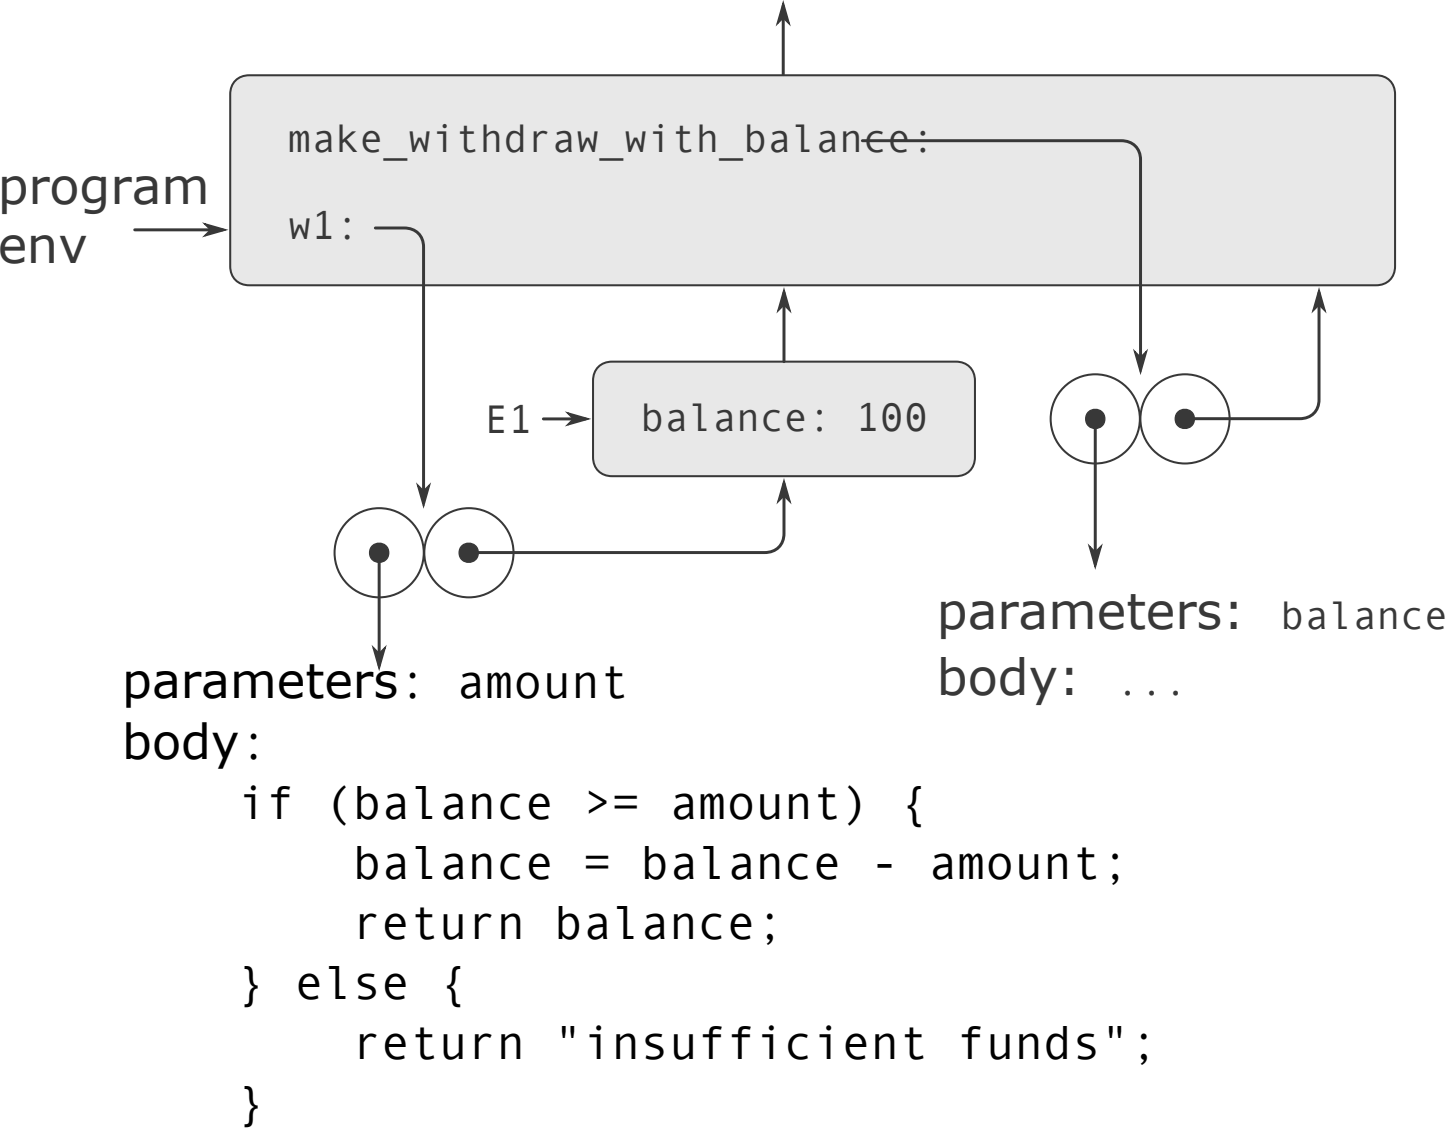 make_withdraw_with_balance:
program
env
w1:
E1
balance: 100
parameters: balance
body: ...
parameters: amount
body:
if (balance >= amount) {
balance = balance - amount;
return balance;
} else {
return "insufficient funds";
}